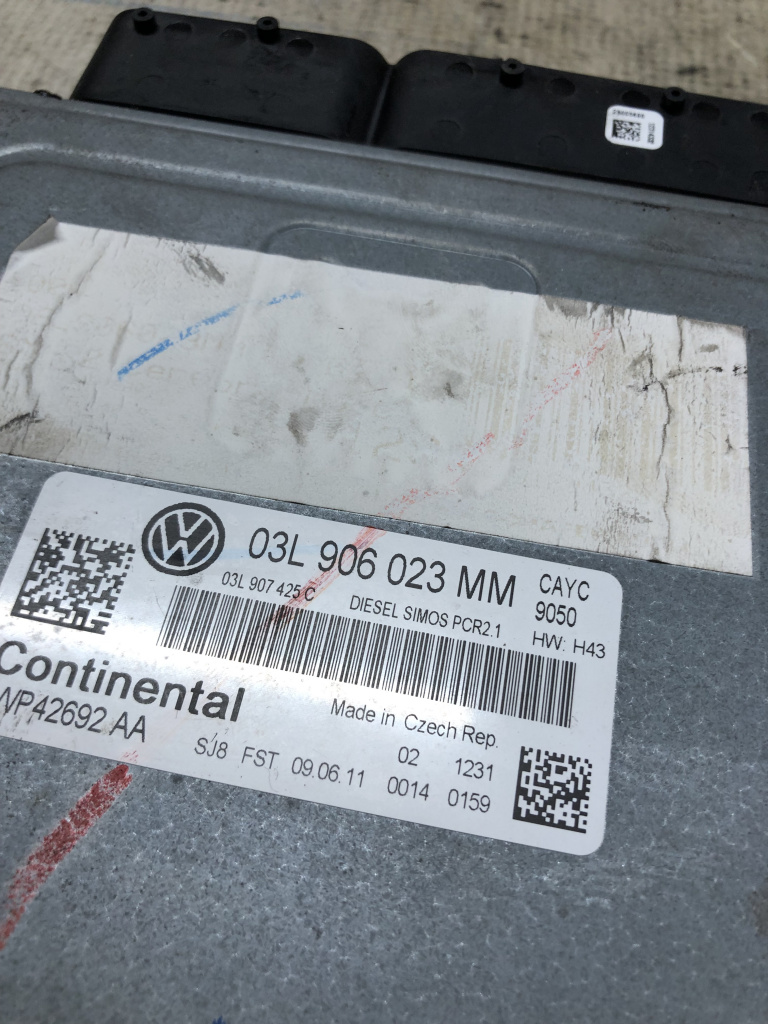 03L 906 023 MM
CAYC
03L 907 425 C
DIESEL SIMOS PCR2.1
9050
HW: H43
Continental
Made in Czech Rep.
WP42692 AA
02 1231
SJ8 FST 09.06.11 0014 0159